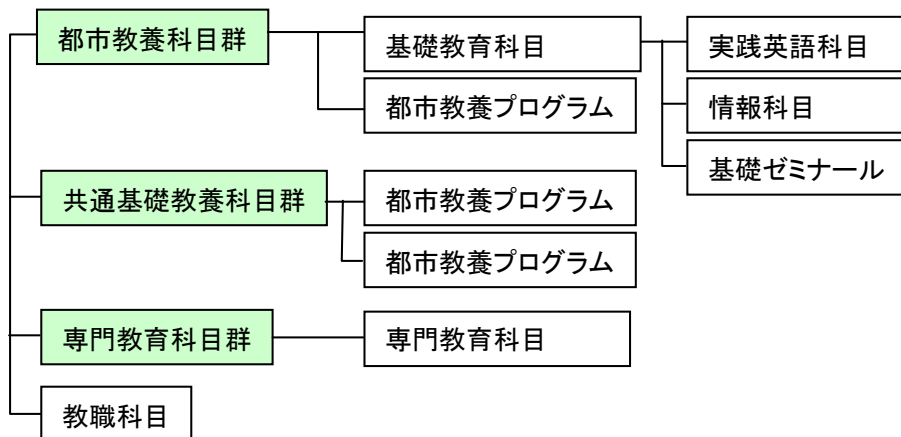 都市教養科目群
基礎教育科目
実践英語科目
都市教養プログラム
情報科目
基礎ゼミナール
共通基礎教養科目群
都市教養プログラム
都市教養プログラム
専門教育科目群
専門教育科目
教職科目